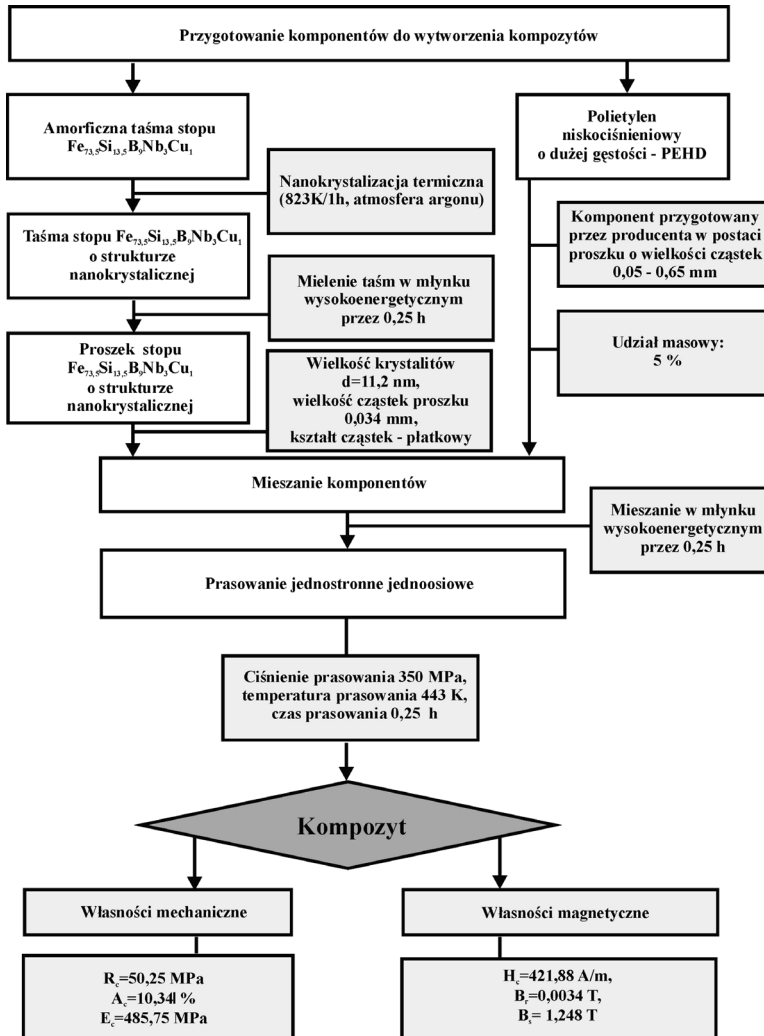 Przygotowanie komponentów do wytworzenia kompozytów
Amorficzna taśma stopu
Fe73,5Si13,5B9Nb3Cu1
Polietylen
niskociśnieniowy
o dużej gęstości - PEHD
Nanokrystalizacja termiczna
(823K/1h, atmosfera argonu)
Taśma stopu Fe73,5Si13,5B9Nb3Cu1
o strukturze
nanokrystalicznej
Komponent przygotowany
przez producenta w postaci
proszku o wielkości cząstek
0,05 - 0,65 mm
Mielenie taśm w młynku
wysokoenergetycznym
przez 0,25 h
Proszek stopu
Fe73,5Si13,5B9Nb3Cu1
o strukturze
nanokrystalicznej
Wielkość krystalitów
d=11,2 nm,
wielkość cząstek proszku
0,034 mm,
kształt cząstek - płatkowy
Udział masowy:
5 %
Mieszanie komponentów
Mieszanie w młynku
wysokoenergetycznym
przez 0,25 h
Prasowanie jednostronne jednoosiowe
Ciśnienie prasowania 350 MPa,
temperatura prasowania 443 K,
czas prasowania 0,25 h
Kompozyt
Własności mechaniczne
Własności magnetyczne
Rc=50,25 MPa
Ac=10,34 %
Ec=485,75 MPa
Hc=421,88 A/m,
Br=0,0034 T,
Bs= 1,248 T